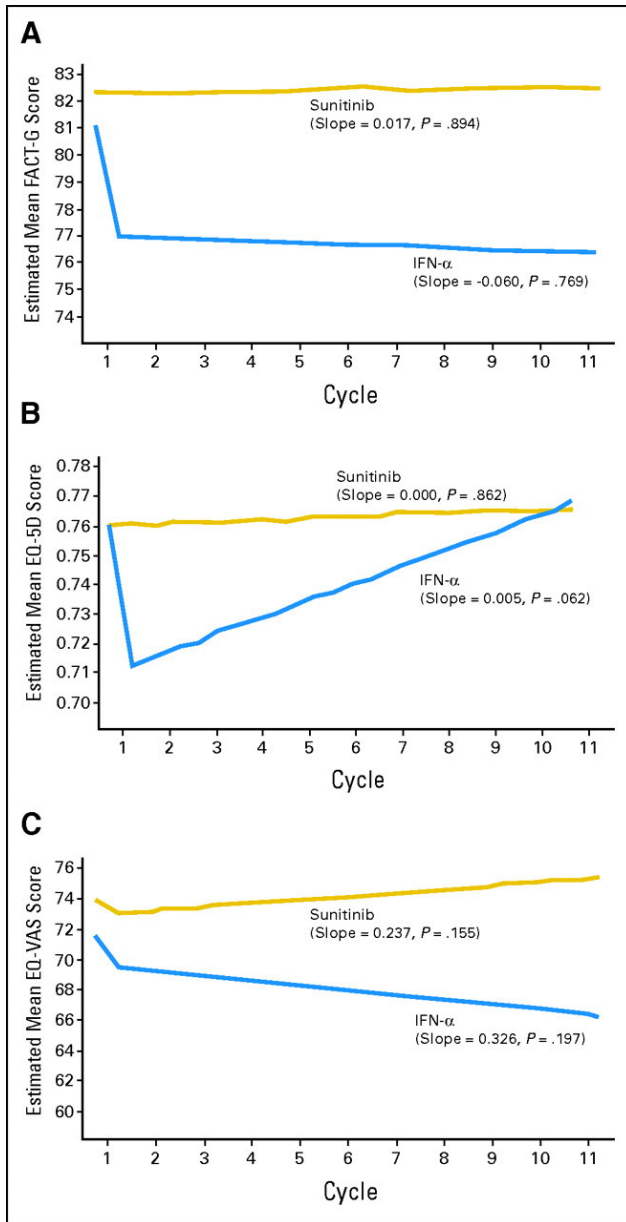 A
Estimated Mean FACT-G Score
83
82
81
80
79
78
77
76
75
74
Sunitinib
(Slope = 0.017, P = .894)
IFN-α
(Slope = -0.060, P = .769)
1 2 3 4 5 6 7 8 9 10 11
Cycle
B
Estimated Mean EQ-5D Score
0.78
0.77
0.76
0.75
0.74
0.73
0.72
0.71
0.70
Sunitinib
(Slope = 0.000, P = .862)
IFN-α
(Slope = 0.005, P = .062)
1 2 3 4 5 6 7 8 9 10 11
Cycle
C
Estimated Mean EQ-VAS Score
76
74
72
70
68
66
64
62
60
Sunitinib
(Slope = 0.237, P = .155)
IFN-α
(Slope = 0.326, P = .197)
1 2 3 4 5 6 7 8 9 10 11
Cycle